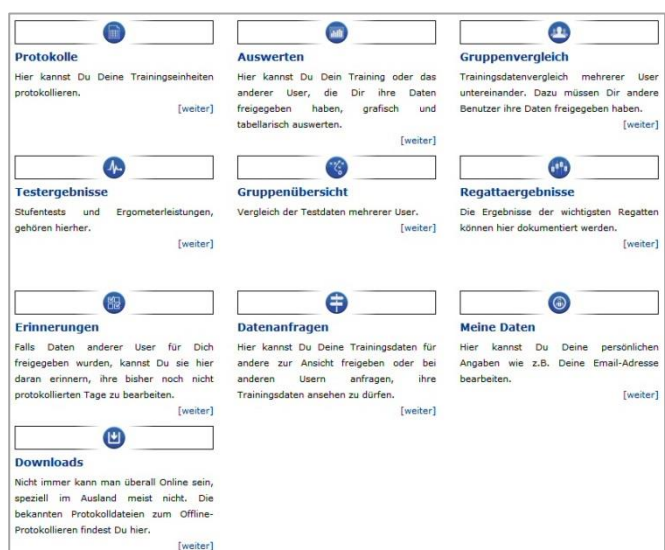 Protokolle
Hier kannst Du Deine Trainingseinheiten
protokollieren.
[weiter]
Auswerten
Hier kannst Du Dein Training oder das
anderer User, die Dir ihre Daten
freigegeben haben, grafisch und
tabellarisch auswerten.
[weiter]
Gruppenvergleich
Trainingsdatenvergleich mehrerer User
untereinander. Dazu müssen Dir andere
Benutzer ihre Daten freigegeben haben.
[weiter]
Testergebnisse
Stufentests und Ergometerleistungen,
gehören hierher.
[weiter]
Gruppenübersicht
Vergleich der Testdaten mehrerer User.
[weiter]
Regattaergebnisse
Die Ergebnisse der wichtigsten Regatten
können hier dokumentiert werden.
[weiter]
Erinnerungen
Falls Daten anderer User für Dich
freigegeben wurden, kannst Du sie hier
daran erinnern, ihre bisher noch nicht
protokollierten Tage zu bearbeiten.
[weiter]
Datenanfragen
Hier kannst Du Deine Trainingsdaten für
andere zur Ansicht freigeben oder bei
anderen Usern anfragen, ihre
Trainingsdaten ansehen zu dürfen.
[weiter]
Meine Daten
Hier kannst Du Deine persönlichen
Angaben wie z.B. Deine Email-Adresse
bearbeiten.
[weiter]
Downloads
Nicht immer kann man überall Online sein,
speziell im Ausland meist nicht. Die
bekannten Protokolldateien zum Offline-
Protokollieren findest Du hier.
[weiter]